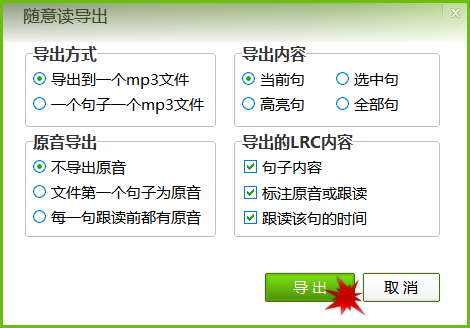 随意读导出
导出方式
导出到一个mp3文件
一个句子一个mp3文件
导出内容
当前句 选中句
高亮句 全部句
原音导出
不导出原音
文件第一个句子为原音
每一句跟读前都有原音
导出的LRC内容
句子内容
标注原音或跟读
跟读该句的时间
导出 取消